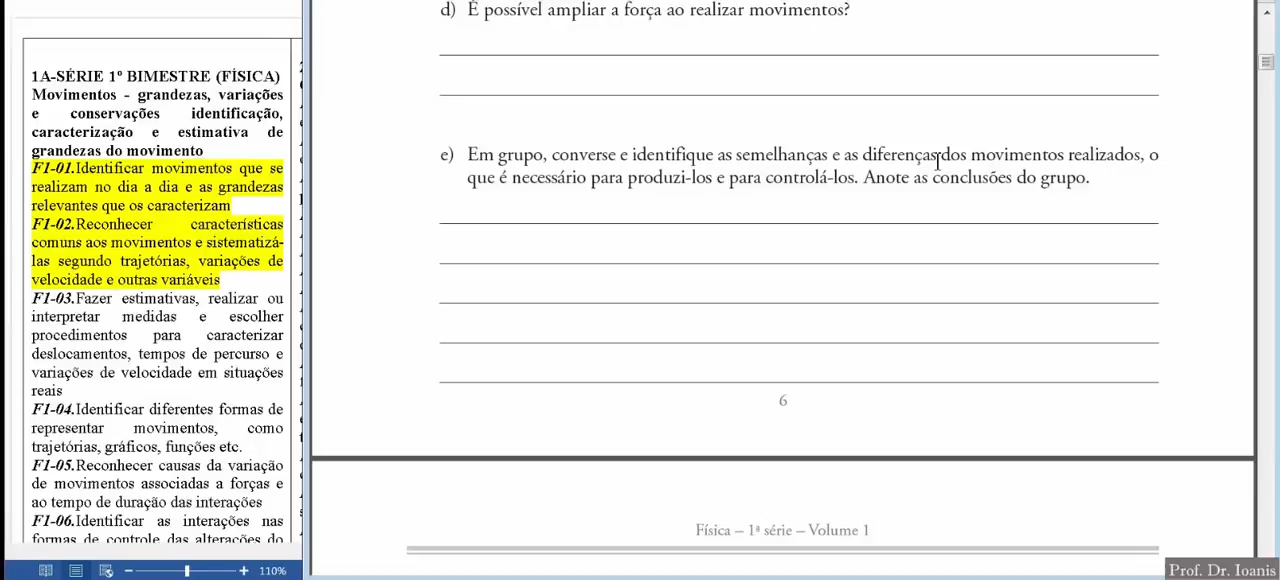 1A-SÉRIE 1º BIMESTRE (FÍSICA)
Movimentos - grandezas, variações
e conservações identificação,
caracterização e estimativa de
grandezas do movimento
F1-01.Identificar movimentos que se
realizam no dia a dia e as grandezas
relevantes que os caracterizam
F1-02.Reconhecer características
comuns aos movimentos e sistematizá-
las segundo trajetórias, variações de
velocidade e outras variáveis
F1-03.Fazer estimativas, realizar ou
interpretar medidas e escolher
procedimentos para caracterizar
deslocamentos, tempos de percurso e
variações de velocidade em situações
reais
F1-04.Identificar diferentes formas de
representar movimentos, como
trajetórias, gráficos, funções etc.
F1-05.Reconhecer causas da variação
de movimentos associadas a forças e
ao tempo de duração das interações
F1-06.Identificar as interações nas
formas de controle das alterações do
110%
d) É possível ampliar a força ao realizar movimentos?
e) Em grupo, converse e identifique as semelhanças e as diferenças dos movimentos realizados, o
que é necessário para produzi-los e para controlá-los. Anote as conclusões do grupo.
6
Física – 1ª série – Volume 1
Prof. Dr. Ioanis